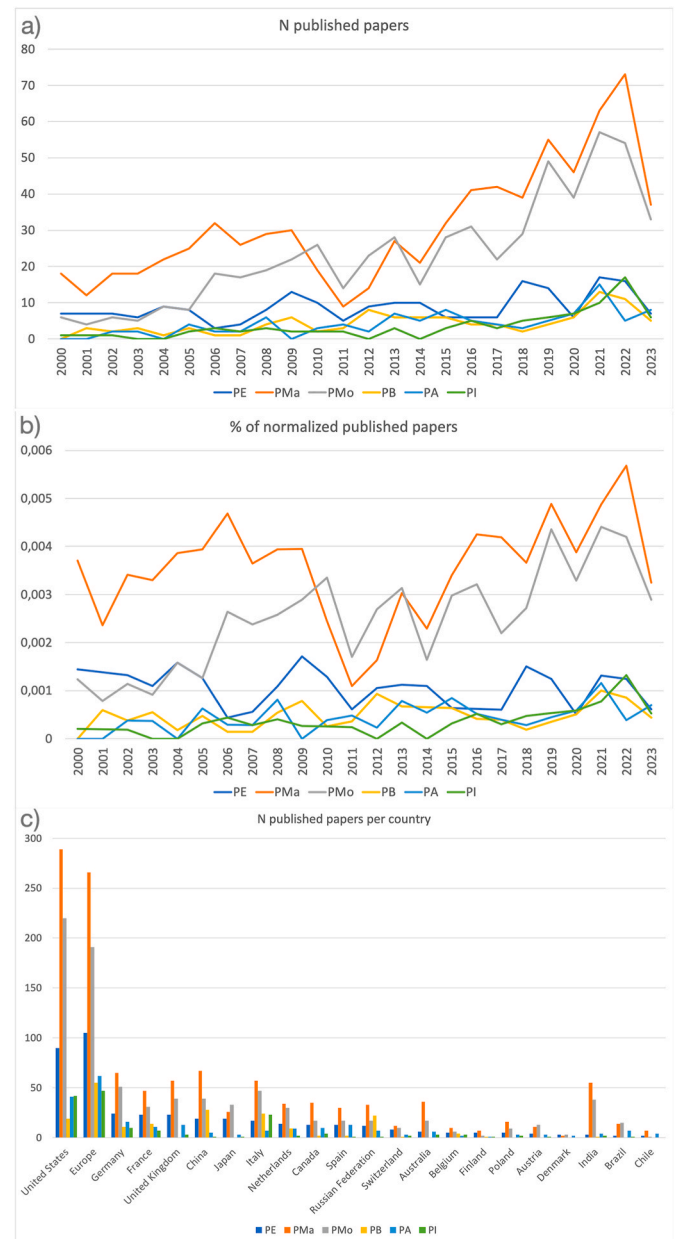 a)
N published papers
80
70
60
50
40
30
20
10
0
2000 2001 2002 2003 2004 2005 2006 2007 2008 2009 2010 2011 2012 2013 2014 2015 2016 2017 2018 2019 2020 2021 2022 2023
PE PMa PMo PB PA PI
b)
% of normalized published papers
0,006
0,005
0,004
0,003
0,002
0,001
0
2000 2001 2002 2003 2004 2005 2006 2007 2008 2009 2010 2011 2012 2013 2014 2015 2016 2017 2018 2019 2020 2021 2022 2023
PE PMa PMo PB PA PI
c)
N published papers per country
300
250
200
150
100
50
0
United States Europe Germany France United Kingdom China Japan Italy Netherlands Canada Spain Russian Federation Switzerland Australia Belgium Finland Poland Austria Denmark India Brazil Chile
PE PMa PMo PB PA PI